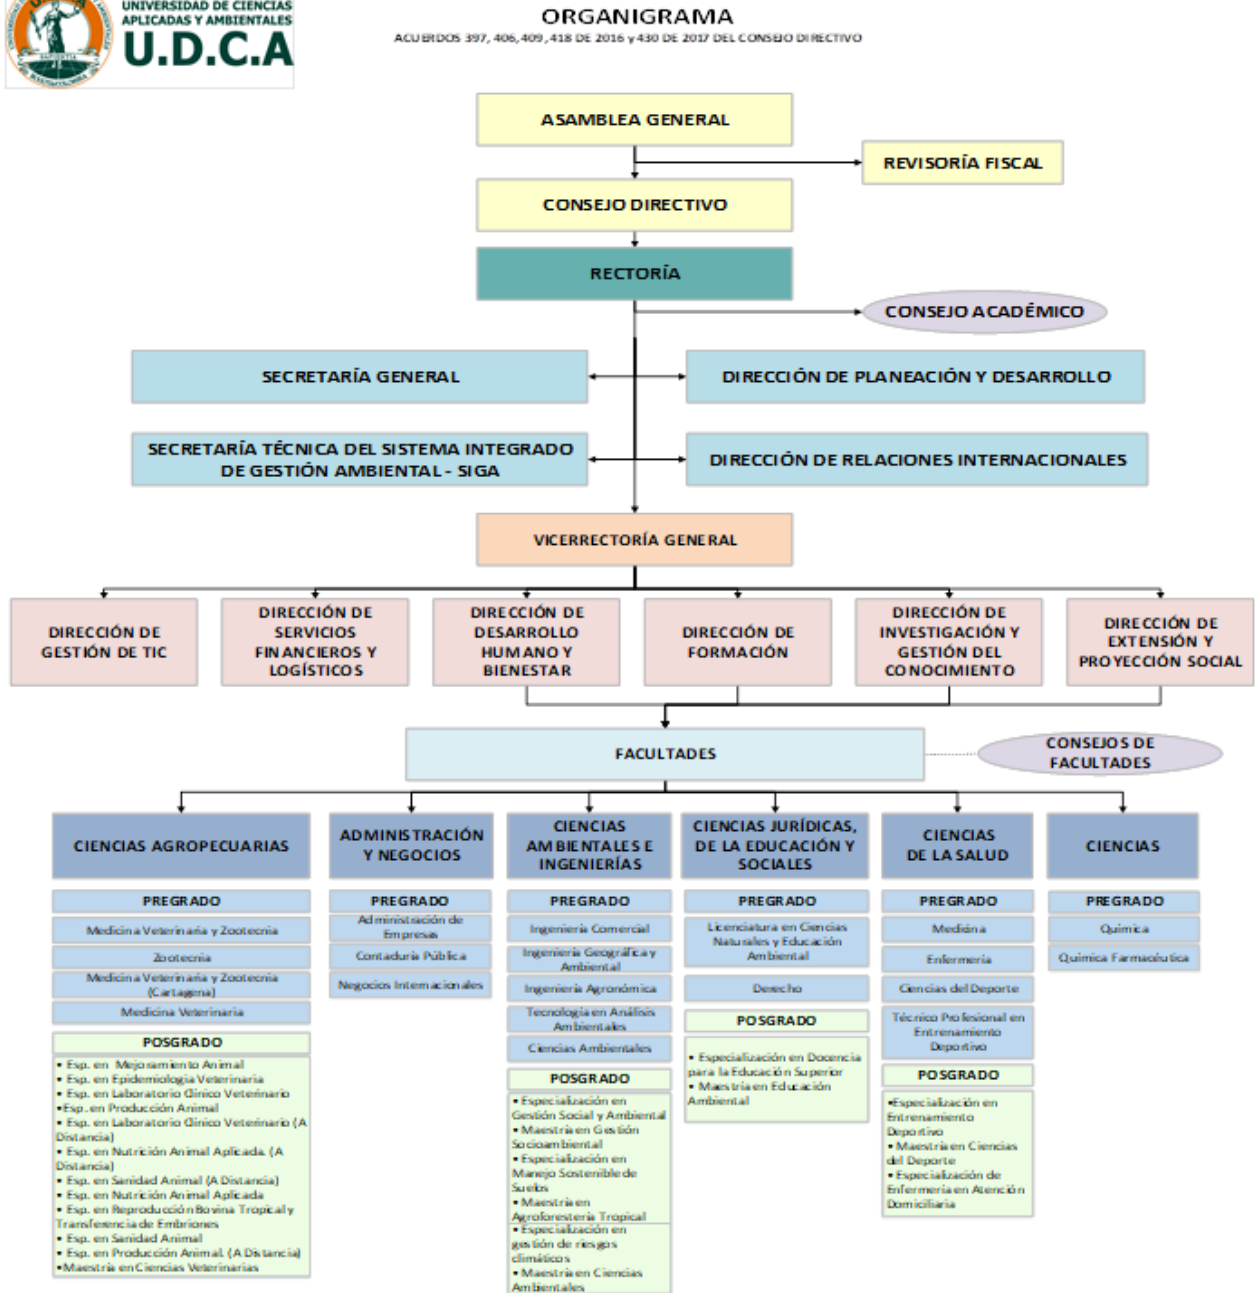 UNIVERSIDAD DE CIENCIAS
APLICADAS Y AMBIENTALES
U.D.C.A
ORGANIGRAMA
ACUERDOS 397, 406, 409, 418 DE 2016 y 430 DE 2017 DEL CONSEJO DIRECTIVO
ASAMBLEA GENERAL
REVISORÍA FISCAL
CONSEJO DIRECTIVO
RECTORÍA
CONSEJO ACADÉMICO
SECRETARÍA GENERAL
DIRECCIÓN DE PLANEACIÓN Y DESARROLLO
SECRETARÍA TÉCNICA DEL SISTEMA INTEGRADO
DE GESTIÓN AMBIENTAL - SIGA
DIRECCIÓN DE RELACIONES INTERNACIONALES
VICERRECTORÍA GENERAL
DIRECCIÓN DE
GESTIÓN DE TIC
DIRECCIÓN DE
SERVICIOS
FINANCIEROS Y
LOGÍSTICOS
DIRECCIÓN DE
DESARROLLO
HUMANO Y
BIENESTAR
DIRECCIÓN DE
FORMACIÓN
DIRECCIÓN DE
INVESTIGACIÓN Y
GESTIÓN DEL
CONOCIMIENTO
DIRECCIÓN DE
EXTENSIÓN Y
PROYECCIÓN SOCIAL
FACULTADES
CONSEJOS DE
FACULTADES
CIENCIAS AGROPECUARIAS
PREGRADO
Medicina Veterinaria y Zootecnia
Zootecnia
Medicina Veterinaria y Zootecnia
(Cartagena)
Medicina Veterinaria
POSGRADO
• Esp. en Mejoramiento Animal
• Esp. en Epidemiologia Veterinaria
• Esp. en Laboratorio Clinico Veterinario
•Esp. en Producción Animal
• Esp. en Laboratorio Clinico Veterinario (A
Distancia)
• Esp. en Nutrición Animal Aplicada. (A
Distancia)
• Esp. en Sanidad Animal (A Distancia)
• Esp. en Nutrición Animal Aplicada
• Esp. en Reproducción Bovina Tropical y
Transferencia de Embriones
• Esp. en Sanidad Animal
• Esp. en Producción Animal. (A Distancia)
•Maestría en Ciencias Veterinarias
ADMINISTRACIÓN
Y NEGOCIOS
PREGRADO
Administración de
Empresas
Contaduría Pública
Negocios Internacionales
CIENCIAS
AMBIENTALES E
INGENIERÍAS
PREGRADO
Ingeniería Comercial
Ingeniería Geográfica y
Ambiental
Ingeniería Agronómica
Tecnología en Análisis
Ambientales
Ciencias Ambientales
POSGRADO
• Especialización en
Gestión Social y Ambiental
• Maestría en Gestión
Socioambiental
• Especialización en
Manejo Sostenible de
Suelos
• Maestría en
Agroforestería Tropical
• Especialización en
gestión de riesgos
climáticos
• Maestría en Ciencias
Ambientales
CIENCIAS JURÍDICAS,
DE LA EDUCACIÓN Y
SOCIALES
PREGRADO
Licenciatura en Ciencias
Naturales y Educación
Ambiental
Derecho
POSGRADO
• Especialización en Docencia
para la Educación Superior
• Maestría en Educación
Ambiental
CIENCIAS
DE LA SALUD
PREGRADO
Medicina
Enfermería
Ciencias del Deporte
Técnico Profesional en
Entrenamiento
Deportivo
POSGRADO
•Especialización en
Entrenamiento
Deportivo
• Maestría en Ciencias
del Deporte
• Especialización de
Enfermería en Atención
Domiciliaria
CIENCIAS
PREGRADO
Química
Química Farmacéutica